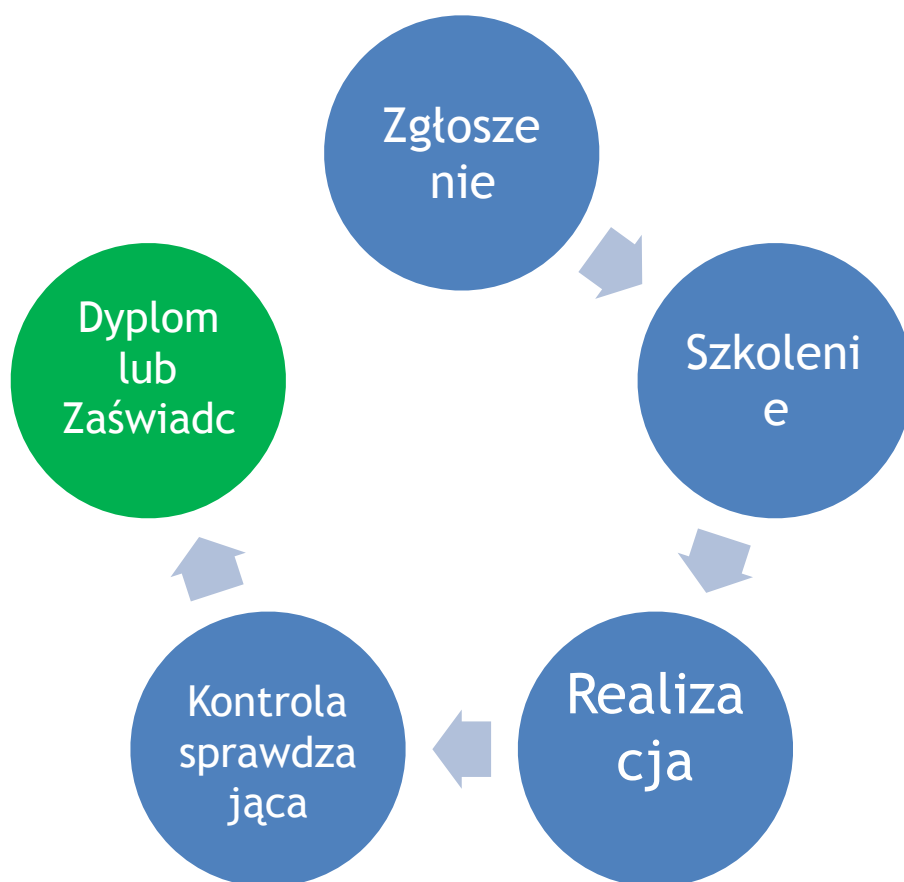 Zgłosze
nie
Szkoleni
e
Realiza
cja
Kontrola
sprawdza
jąca
Dyplom
lub
Zaświadc